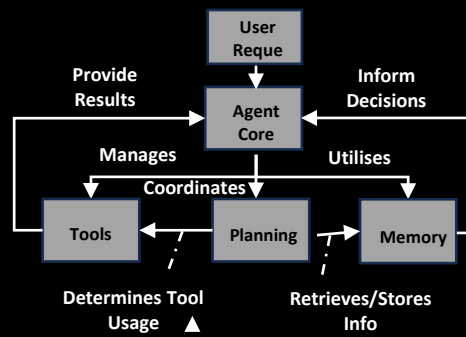 User
Reque
Provide
Results
Inform
Decisions
Agent
Core
Manages
Utilises
Coordinates
Tools
Planning
Memory
Determines Tool
Usage
Retrieves/Stores
Info